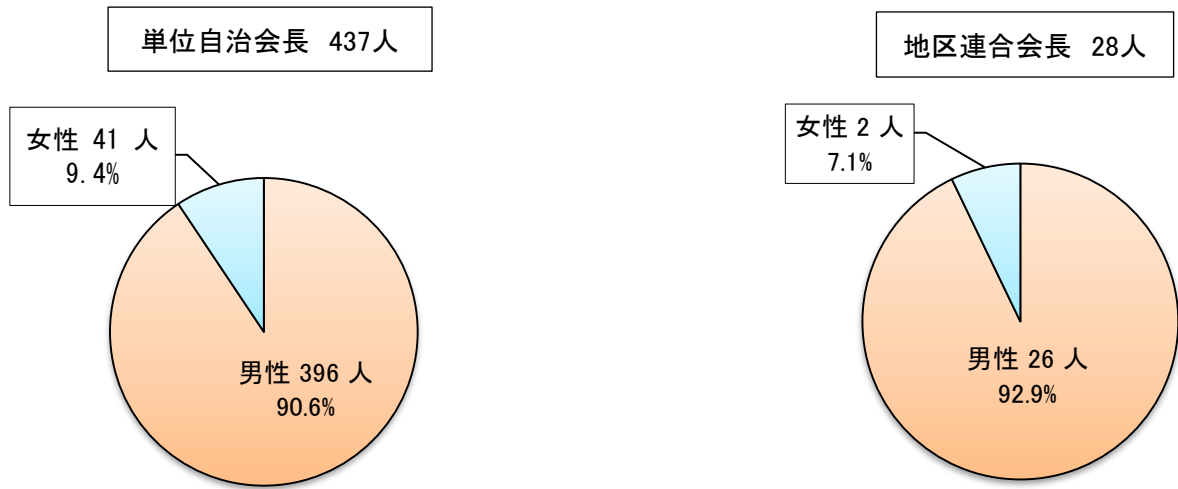 単位自治会長 437人
女性 41 人
9.4%
男性 396 人
90.6%
地区連合会長 28人
女性 2 人
7.1%
男性 26 人
92.9%